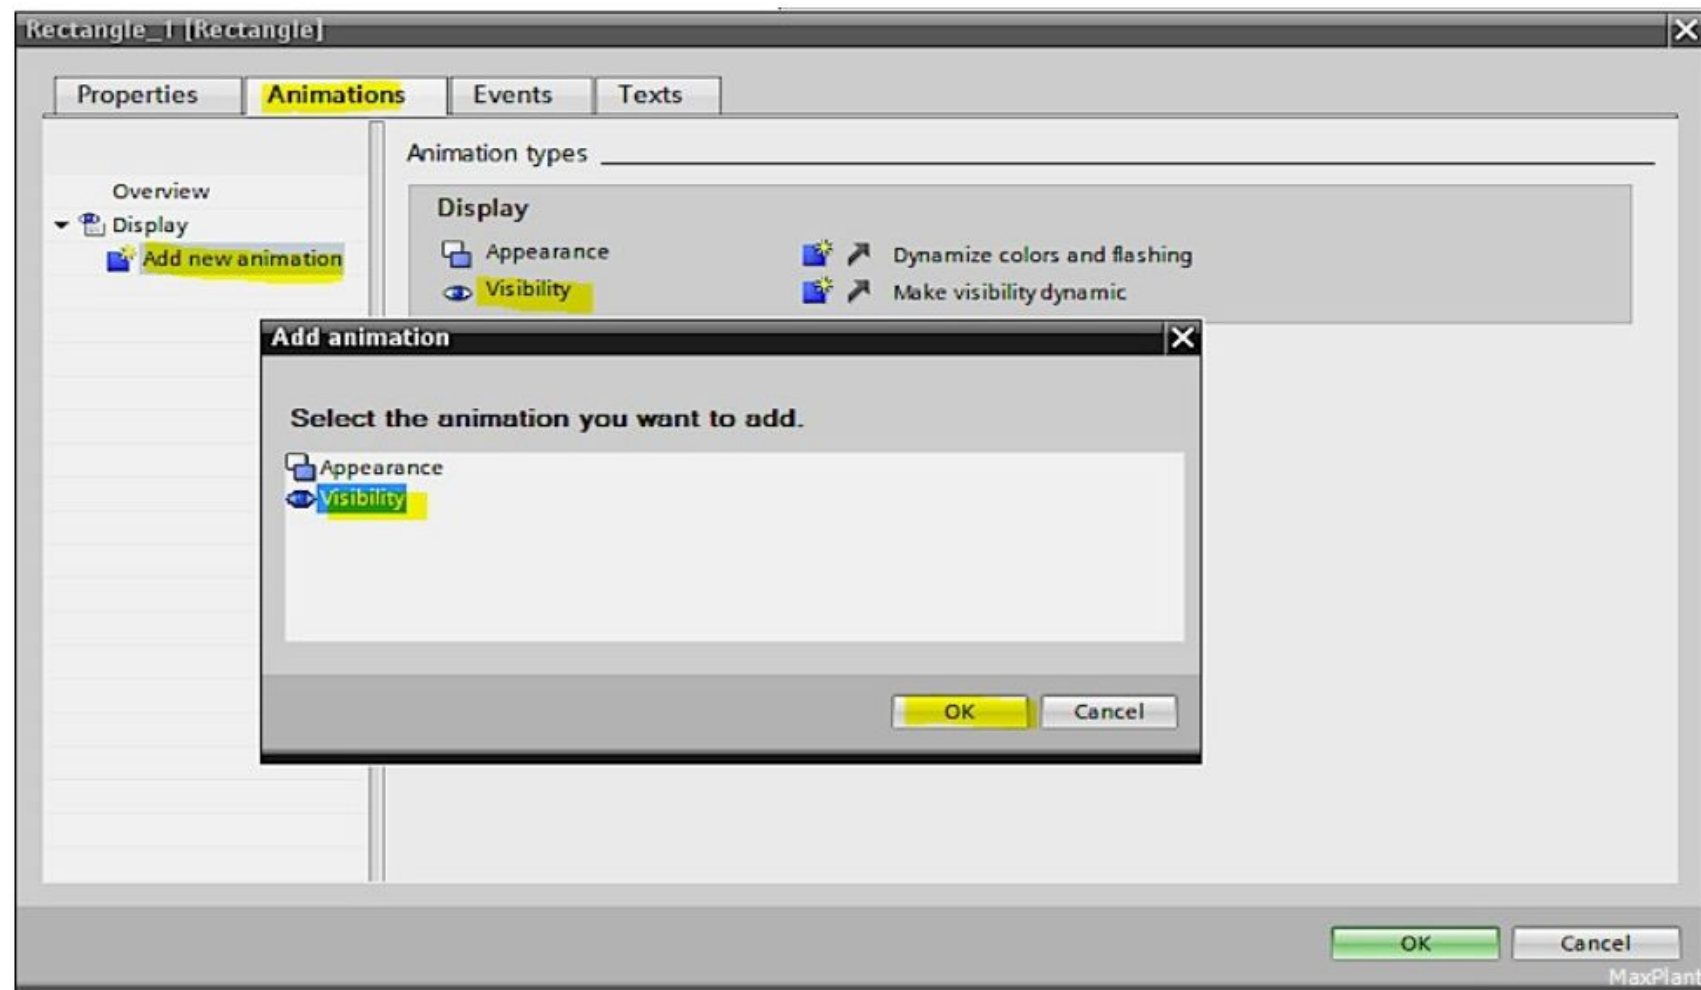 Rectangle_1 [Rectangle]
Properties Animations Events Texts
Animation types
Overview
Display
Add new animation
Display
Appearance Dynamize colors and flashing
Visibility Make visibility dynamic
Add animation
Select the animation you want to add.
Appearance
Visibility
OK Cancel
OK Cancel
MaxPlant